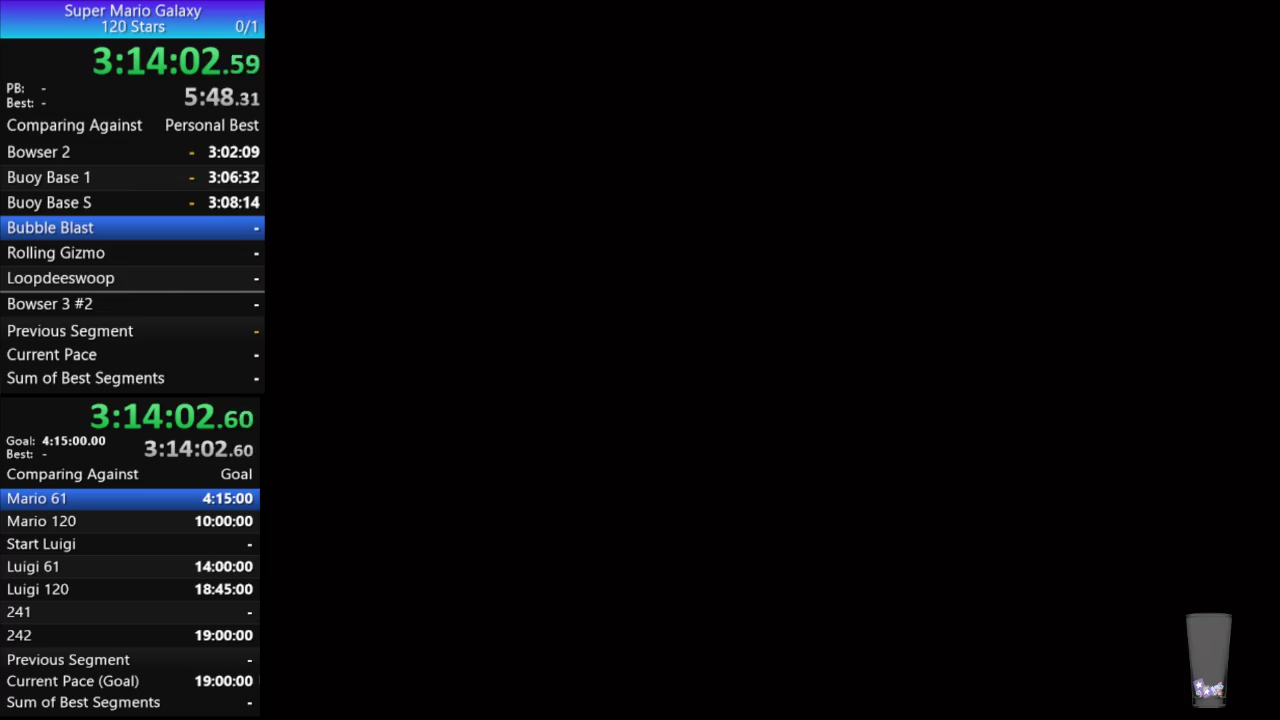 Super Mario Galaxy
120 Stars 0/1
3:14:02.59
PB: -
Best: -
5:48.31
Comparing Against Personal Best
Bowser 2 - 3:02:09
Buoy Base 1 - 3:06:32
Buoy Base S - 3:08:14
Bubble Blast -
Rolling Gizmo -
Loopdeeswoop -
Bowser 3 #2 -
Previous Segment -
Current Pace -
Sum of Best Segments -
3:14:02.60
Goal: 4:15:00.00
Best: -
3:14:02.60
Comparing Against Goal
Mario 61 4:15:00
Mario 120 10:00:00
Start Luigi -
Luigi 61 14:00:00
Luigi 120 18:45:00
241 -
242 19:00:00
Previous Segment -
Current Pace (Goal) 19:00:00
Sum of Best Segments -